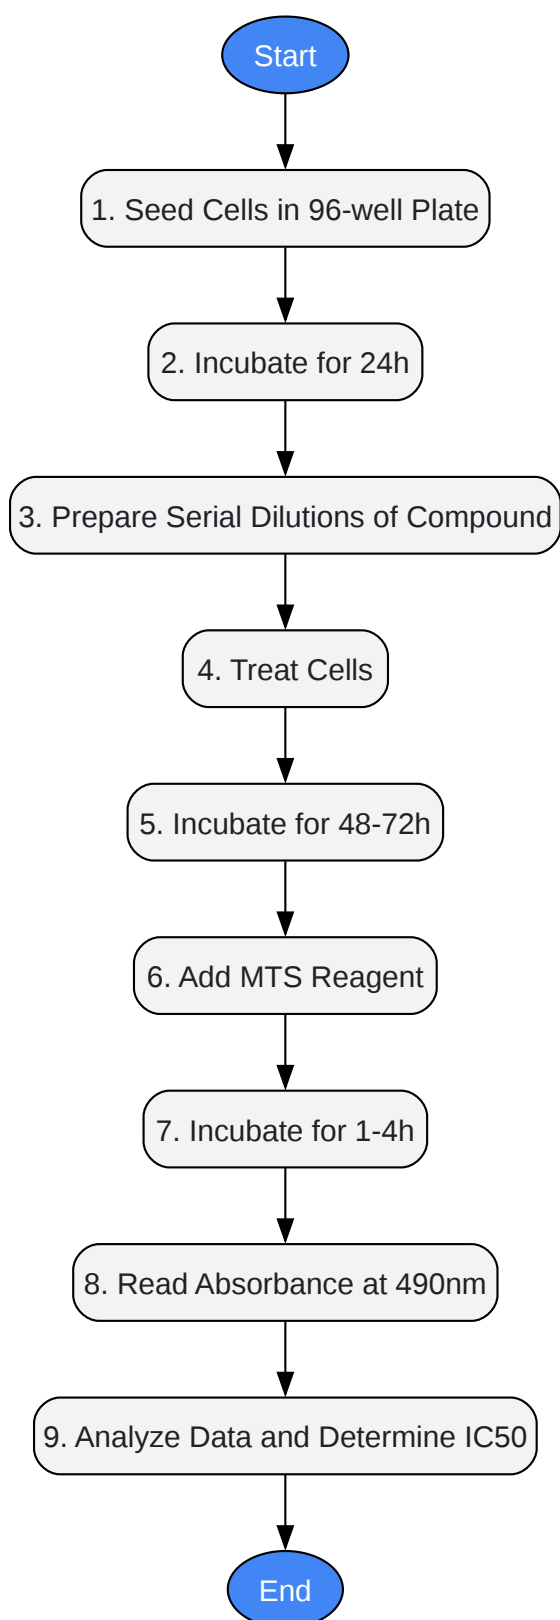 Start
1. Seed Cells in 96-well Plate
2. Incubate for 24h
3. Prepare Serial Dilutions of Compound
4. Treat Cells
5. Incubate for 48-72h
6. Add MTS Reagent
7. Incubate for 1-4h
8. Read Absorbance at 490nm
9. Analyze Data and Determine IC50
End